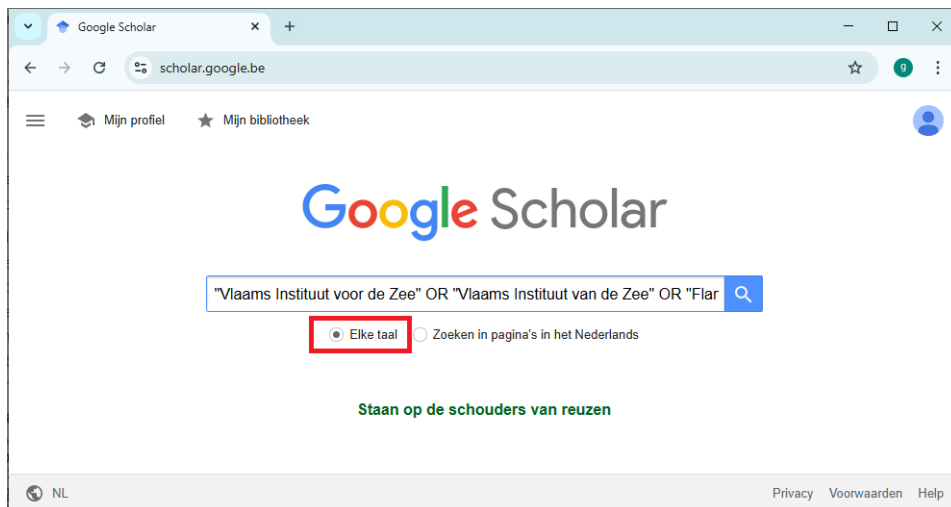 Google Scholar
scholar.google.be
g
Mijn profiel
Mijn bibliotheek
Google Scholar
"Vlaams Instituut voor de Zee" OR "Vlaams Instituut van de Zee" OR "Flar
Elke taal
Zoeken in pagina's in het Nederlands
Staan op de schouders van reuzen
NL
Privacy Voorwaarden Help